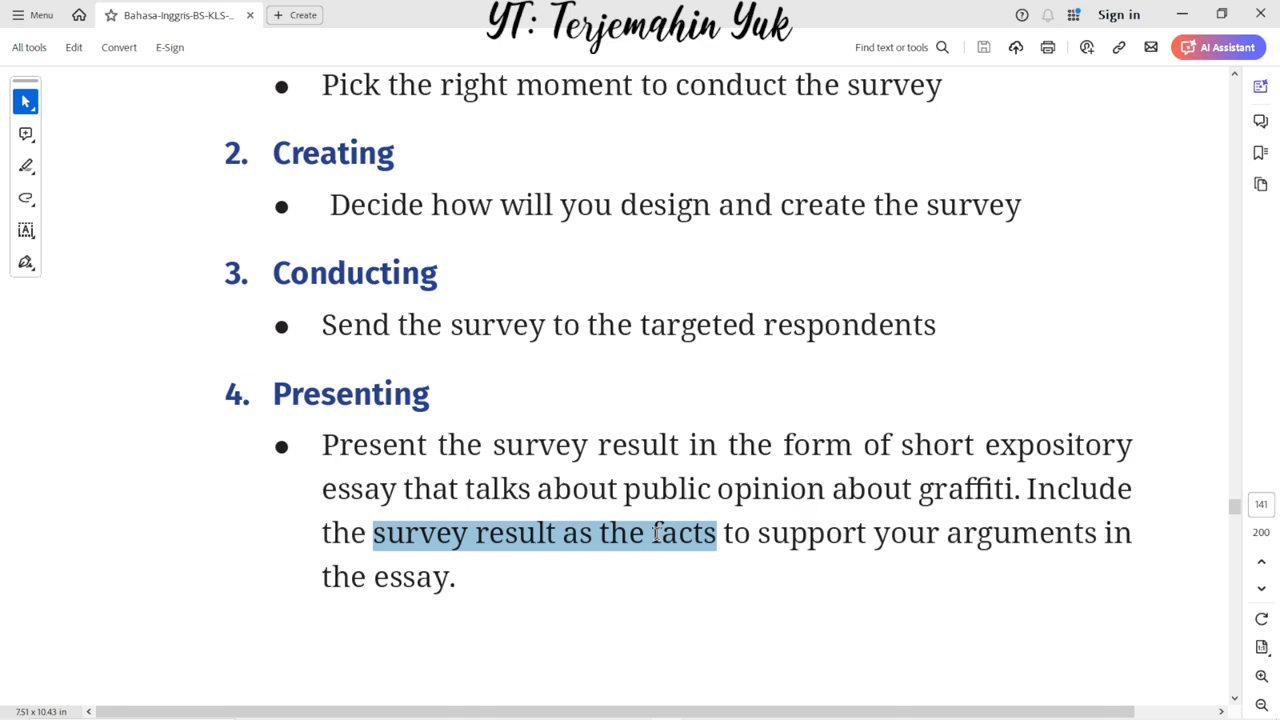 Menu
Bahasa-Inggris-BS-KLS-...
Create
YT: Terjemahin Yuk
Sign in
All tools
Edit
Convert
E-Sign
Find text or tools
AI Assistant
• Pick the right moment to conduct the survey
2. Creating
• Decide how will you design and create the survey
3. Conducting
• Send the survey to the targeted respondents
4. Presenting
• Present the survey result in the form of short expository
essay that talks about public opinion about graffiti. Include
the survey result as the facts to support your arguments in
the essay.
141
200
7.51 x 10.43 in